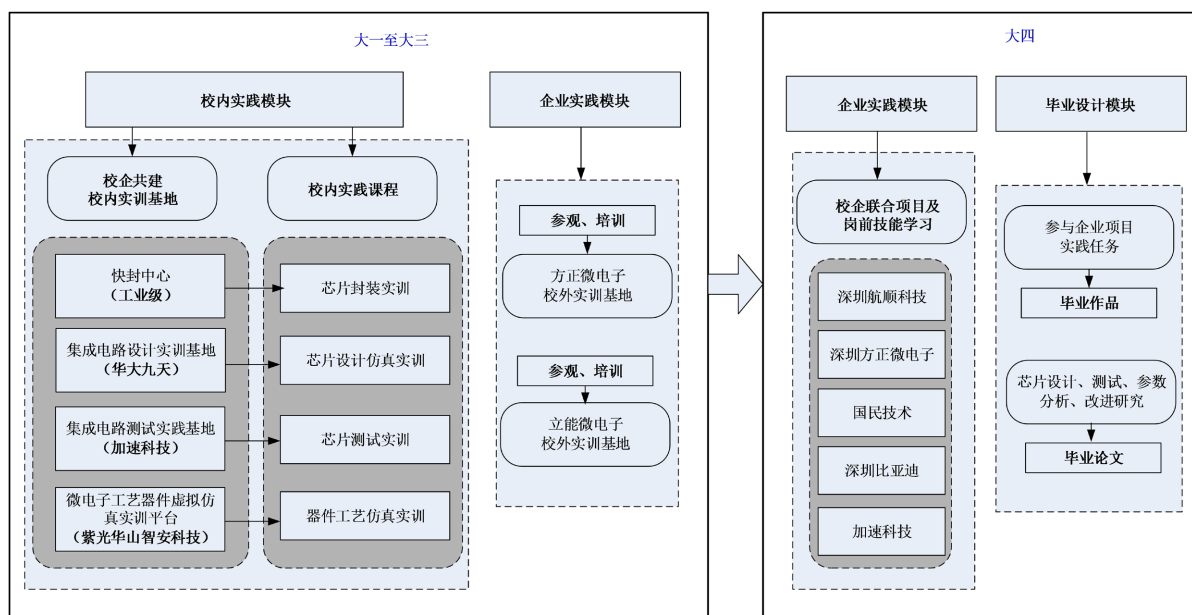 大一至大三
校内实践模块
企业实践模块
校企共建
校内实训基地
校内实践课程
快封中心
（工业级）
芯片封装实训
集成电路设计实训基地
（华大九天）
芯片设计仿真实训
集成电路测试实践基地
（加速科技）
芯片测试实训
微电子工艺器件虚拟仿
真实训平台
（紫光华山智安科技）
器件工艺仿真实训
参观、培训
方正微电子
校外实训基地
参观、培训
立能微电子
校外实训基地
大四
企业实践模块
毕业设计模块
校企联合项目及
岗前技能学习
深圳航顺科技
深圳方正微电子
国民技术
深圳比亚迪
加速科技
参与企业项目
实践任务
毕业作品
芯片设计、测试、参数
分析、改进研究
毕业论文